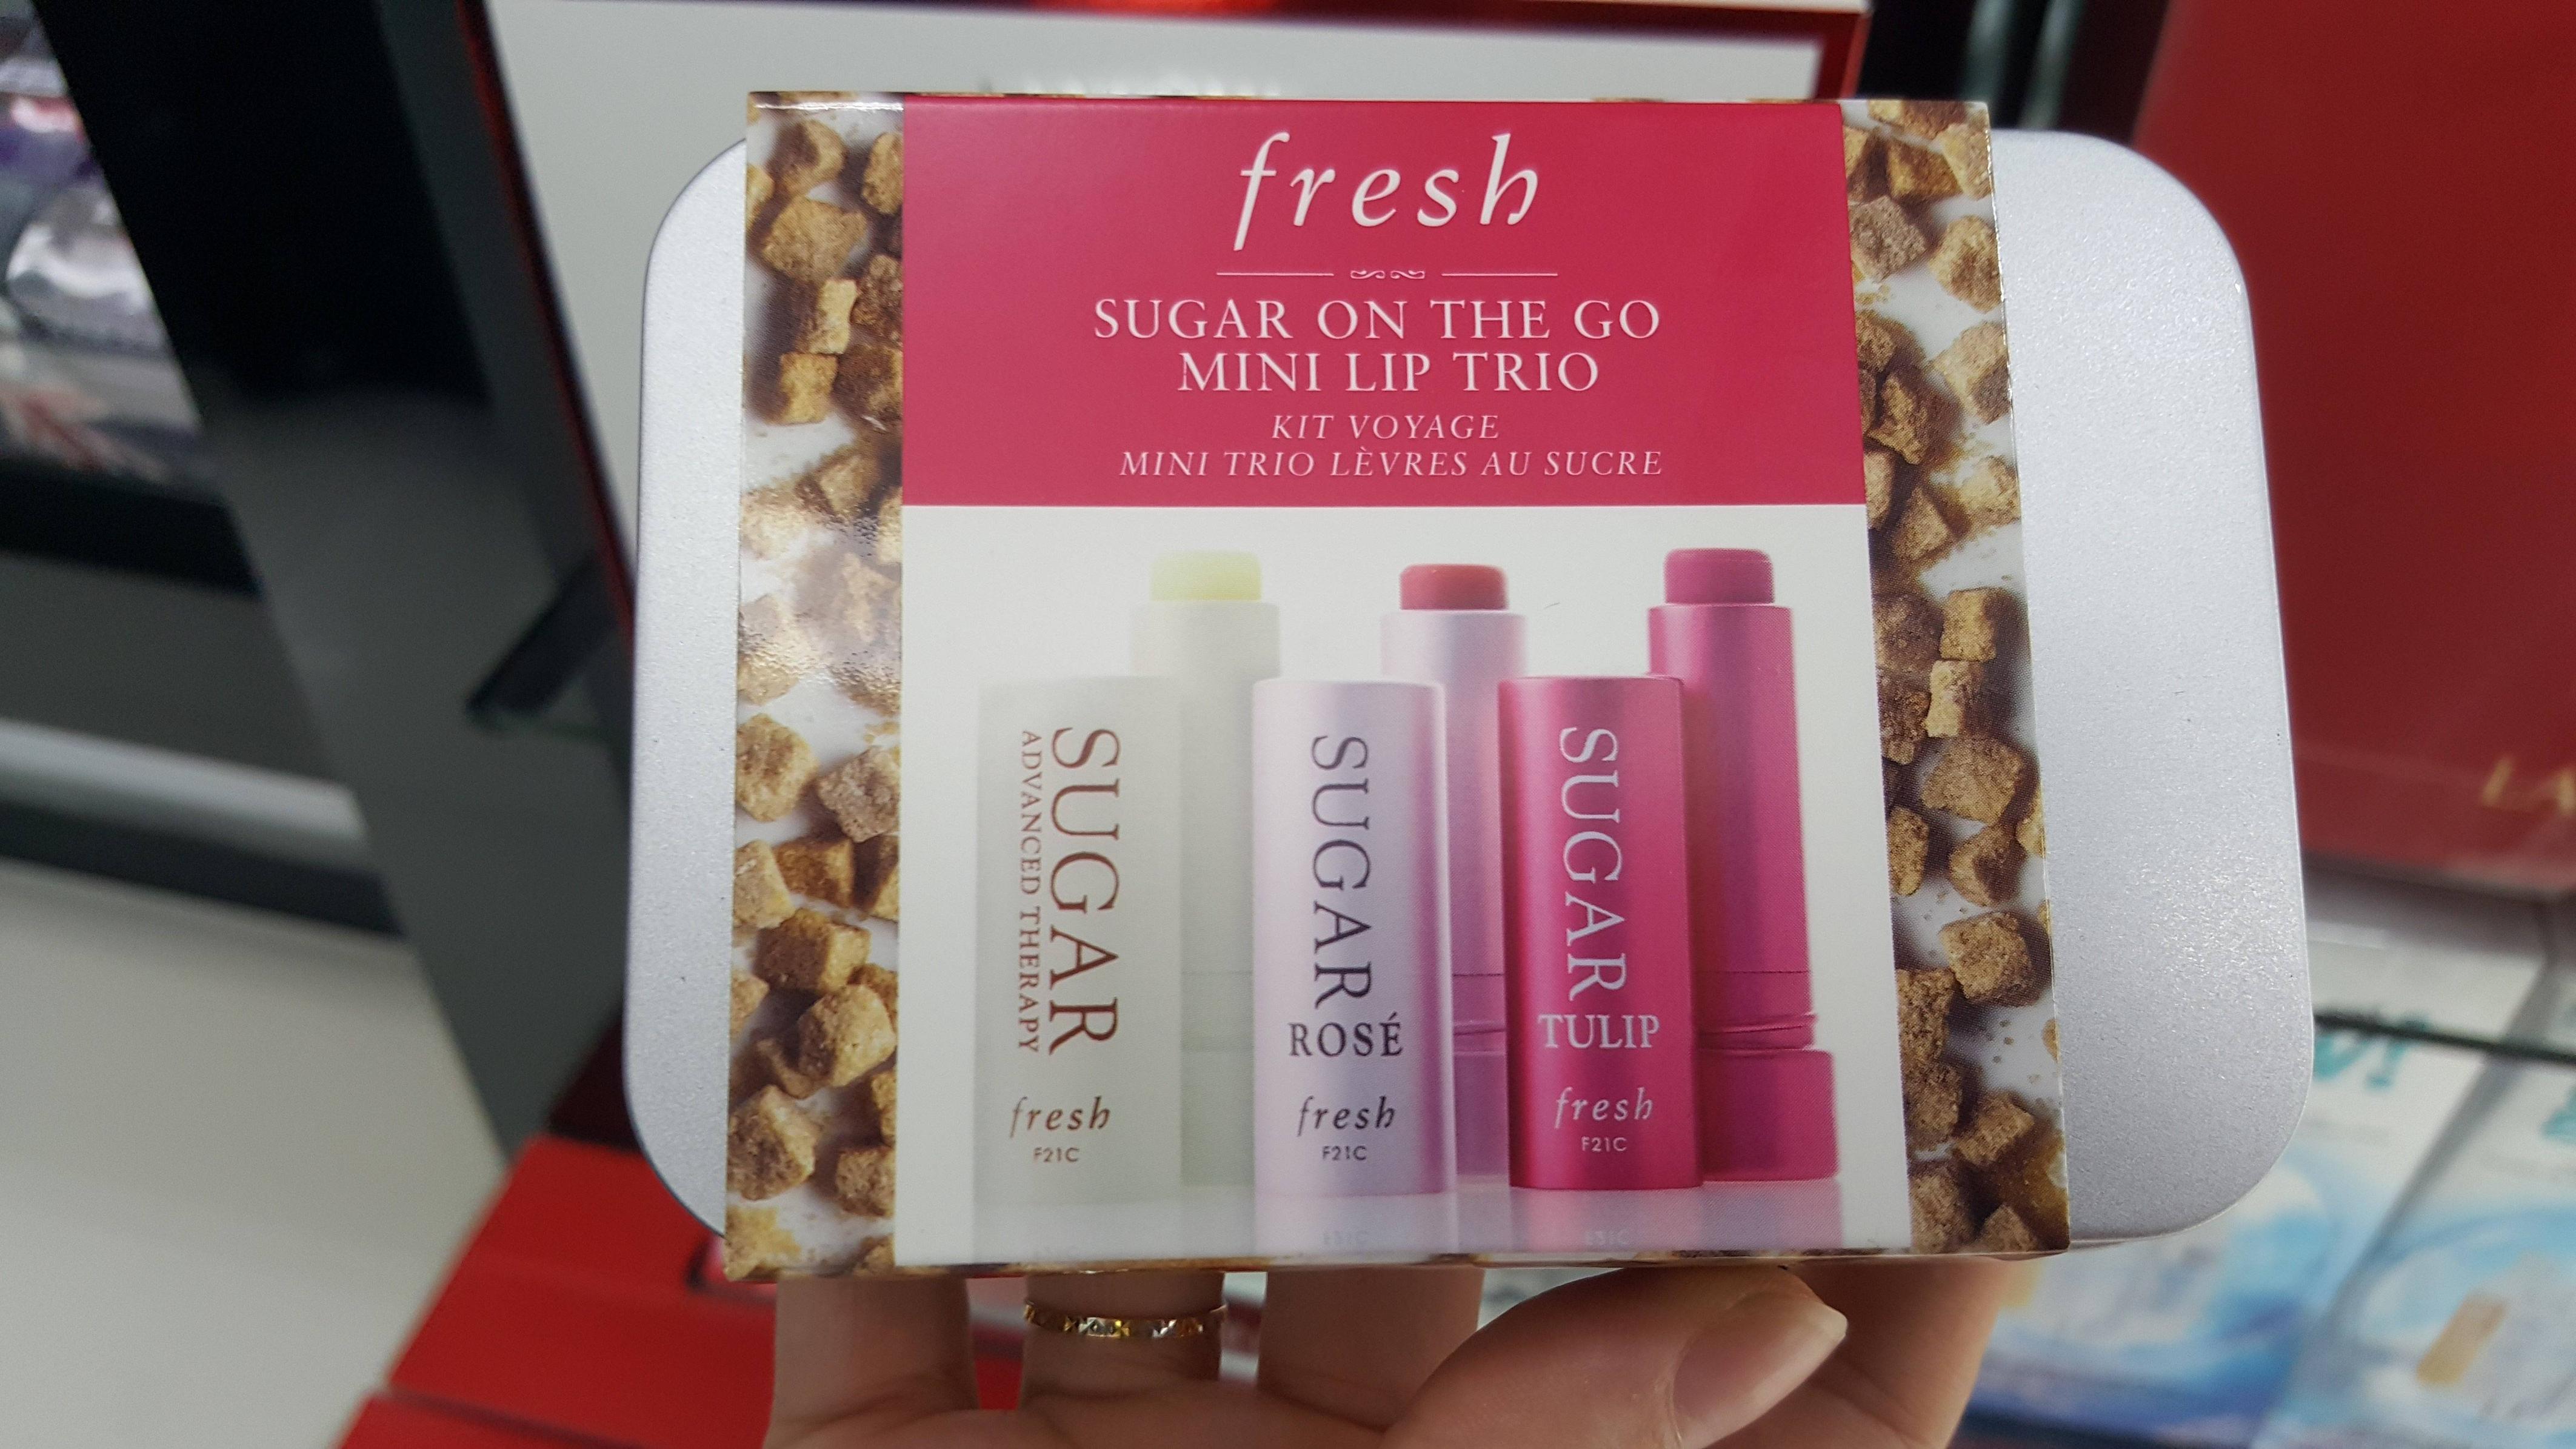 fresh
SUGAR ON THE GO
MINI LIP TRIO
KIT VOYAGE
MINI TRIO LÈVRES AU SUCRE
SUGAR
ADVANCED THERAPY
fresh
F21C
SUGAR
ROSÉ
fresh
F21C
SUGAR
TULIP
fresh
F21C